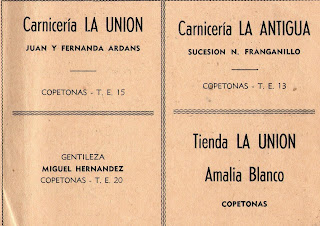 Carnicería LA UNION
JUAN Y FERNANDA ARDANS
COPETONAS - T. E. 15
GENTILEZA
MIGUEL HERNANDEZ
COPETONAS - T. E. 20
Carnicería LA ANTIGUA
SUCESION N. FRANGANILLO
COPETONAS - T. E. 13
Tienda LA UNION
Amalia Blanco
COPETONAS